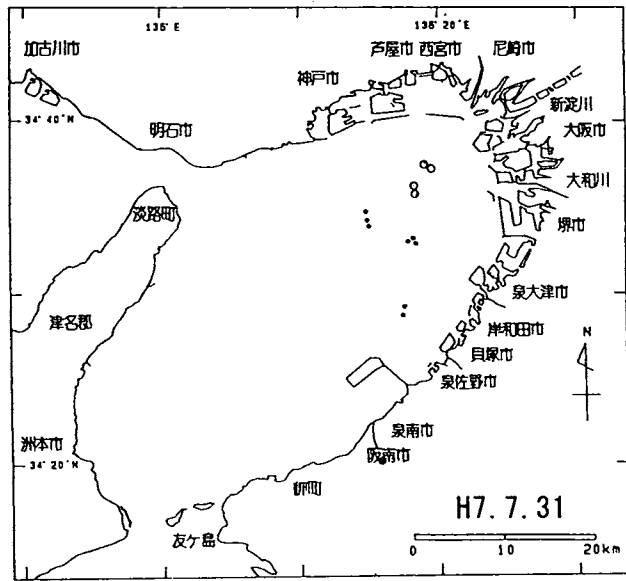 135° E
135° 20' E
加古川市
芦屋市 西宮市 尼崎市
神戸市
新淀川
34° 40' N
明石市
大阪市
大和川
淡路町
堺市
泉大津市
津名郡
岸和田市
N
貝塚市
泉佐野市
泉南市
洲本市
阪南市
34° 20' N
岬町
H7. 7. 31
友ケ島
0 10 20km